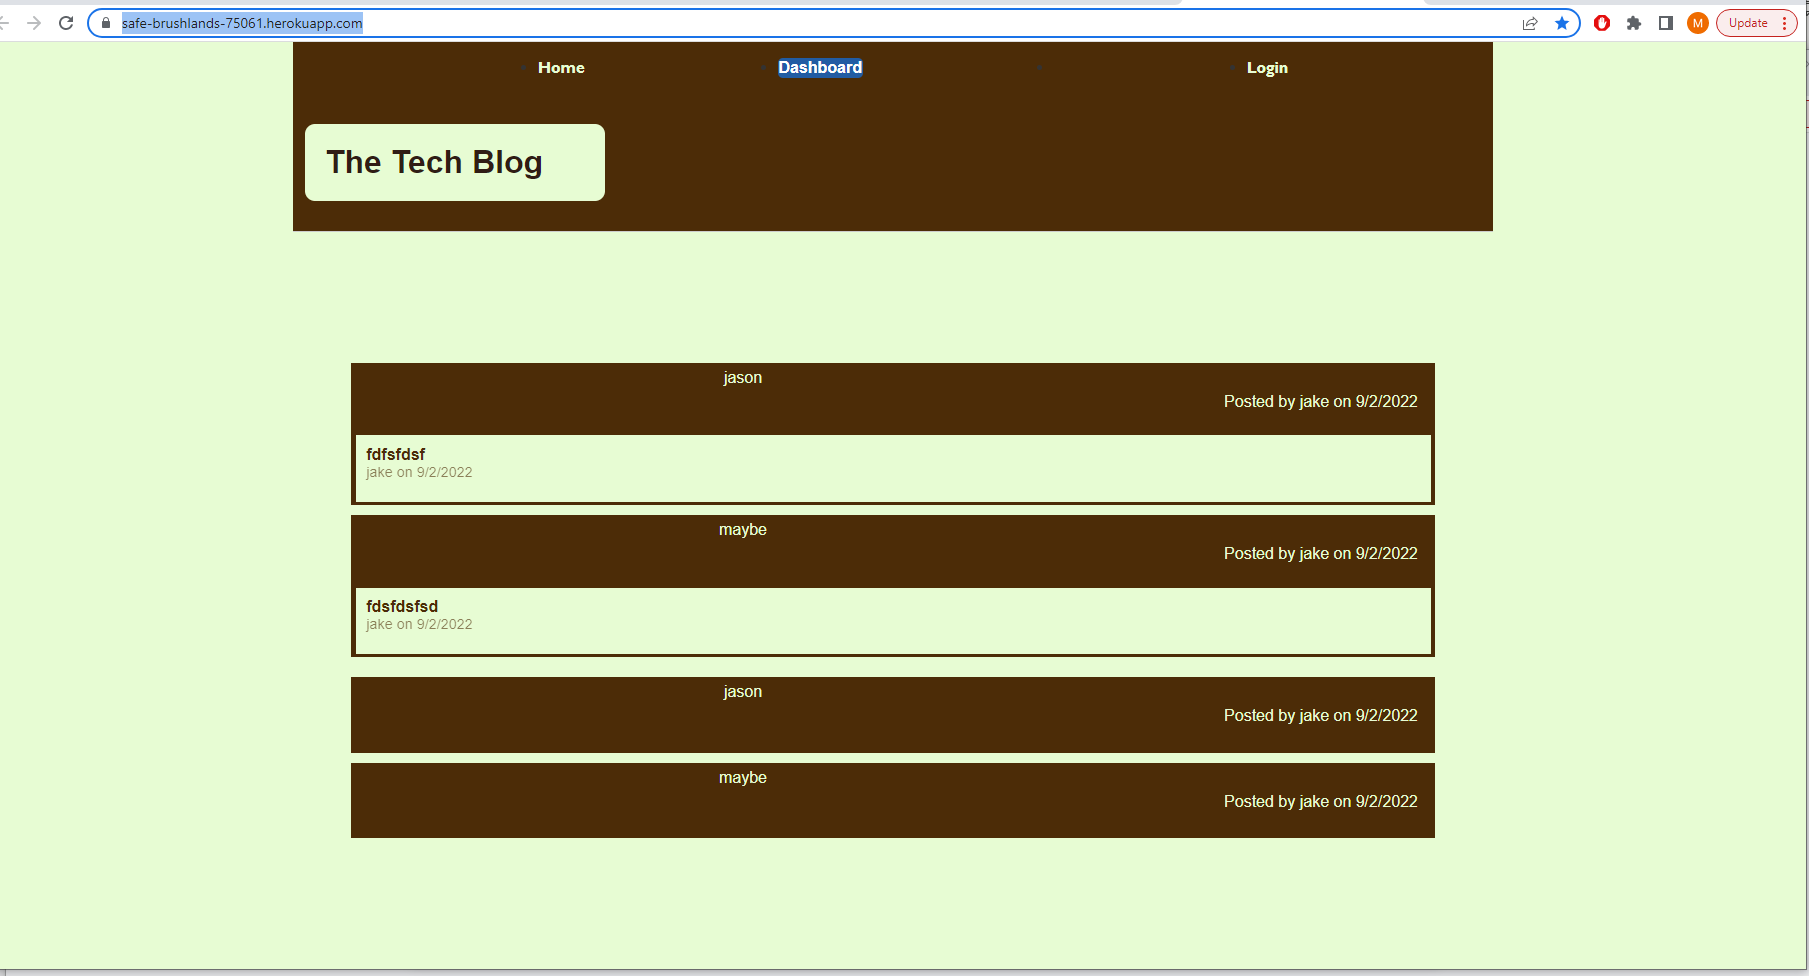 safe-brushlands-75061.herokuapp.com
M
Update
Home Dashboard Login
The Tech Blog
jason
Posted by jake on 9/2/2022
fdfsfdsf
jake on 9/2/2022
maybe
Posted by jake on 9/2/2022
fdsfdsfsd
jake on 9/2/2022
jason
Posted by jake on 9/2/2022
maybe
Posted by jake on 9/2/2022